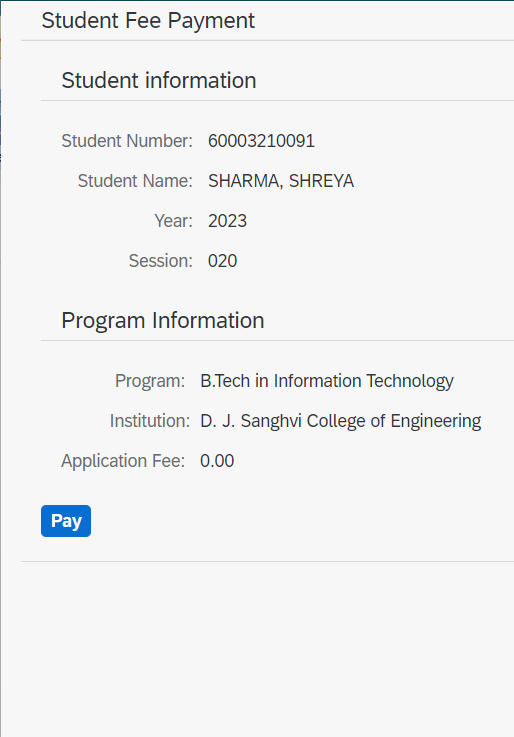 Student Fee Payment
Student information
Student Number: 60003210091
Student Name: SHARMA, SHREYA
Year: 2023
Session: 020
Program Information
Program: B.Tech in Information Technology
Institution: D. J. Sanghvi College of Engineering
Application Fee: 0.00
Pay